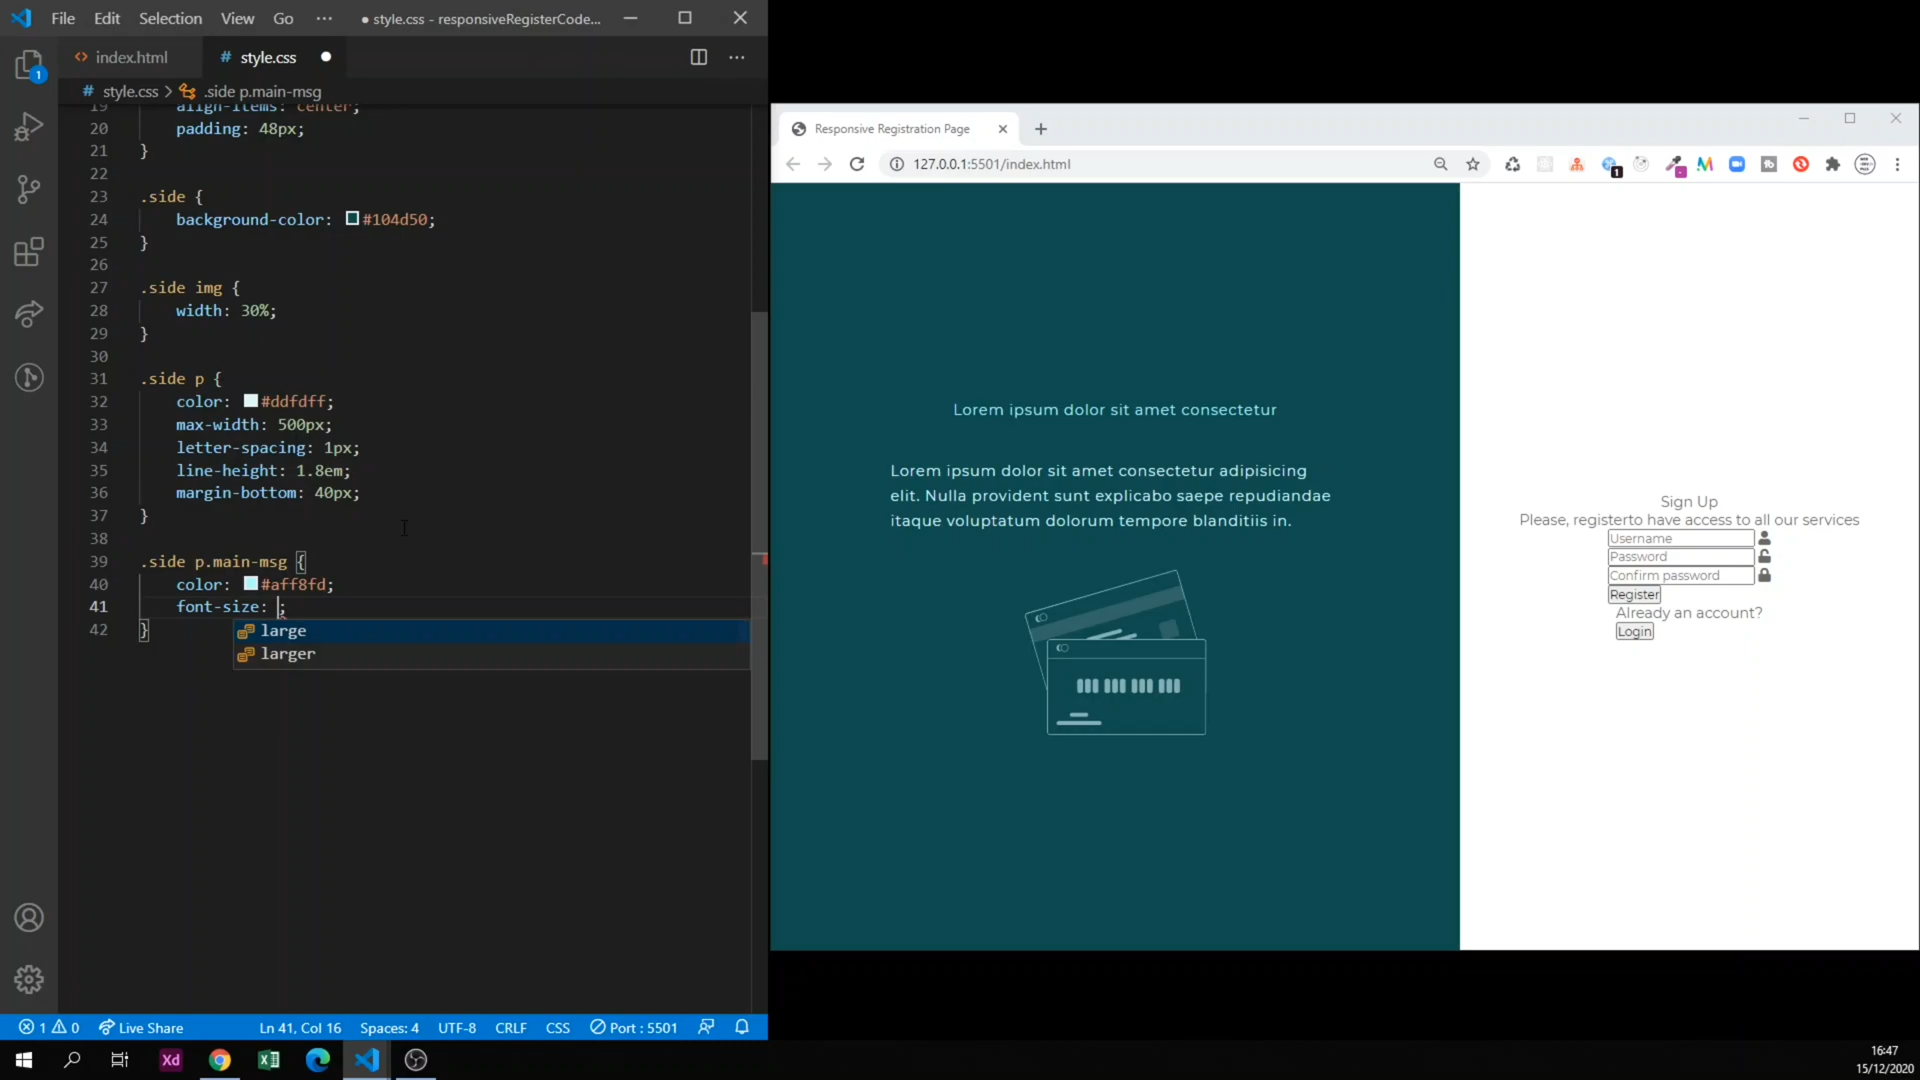 File Edit Selection View Go ··· ● style.css - responsiveRegisterCode...
index.html # style.css ●
# style.css > .side p.main-msg
19 align-items: center;
20 padding: 48px;
21 }
22
23 .side {
24 background-color: #104d50;
25 }
26
27 .side img {
28 width: 30%;
29 }
30
31 .side p {
32 color: #ddfdff;
33 max-width: 500px;
34 letter-spacing: 1px;
35 line-height: 1.8em;
36 margin-bottom: 40px;
37 }
38
39 .side p.main-msg {
40 color: #aff8fd;
41 font-size: ;
42 }
large
larger
1
1 0 Live Share Ln 41, Col 16 Spaces: 4 UTF-8 CRLF CSS Port : 5501
Responsive Registration Page
127.0.0.1:5501/index.html
1
Lorem ipsum dolor sit amet consectetur
Lorem ipsum dolor sit amet consectetur adipisicing
elit. Nulla provident sunt explicabo saepe repudiandae
itaque voluptatum dolorum tempore blanditiis in.
Sign Up
Please, registerto have access to all our services
Username
Password
Confirm password
Register
Already an account?
Login
Xd
16:47
15/12/2020